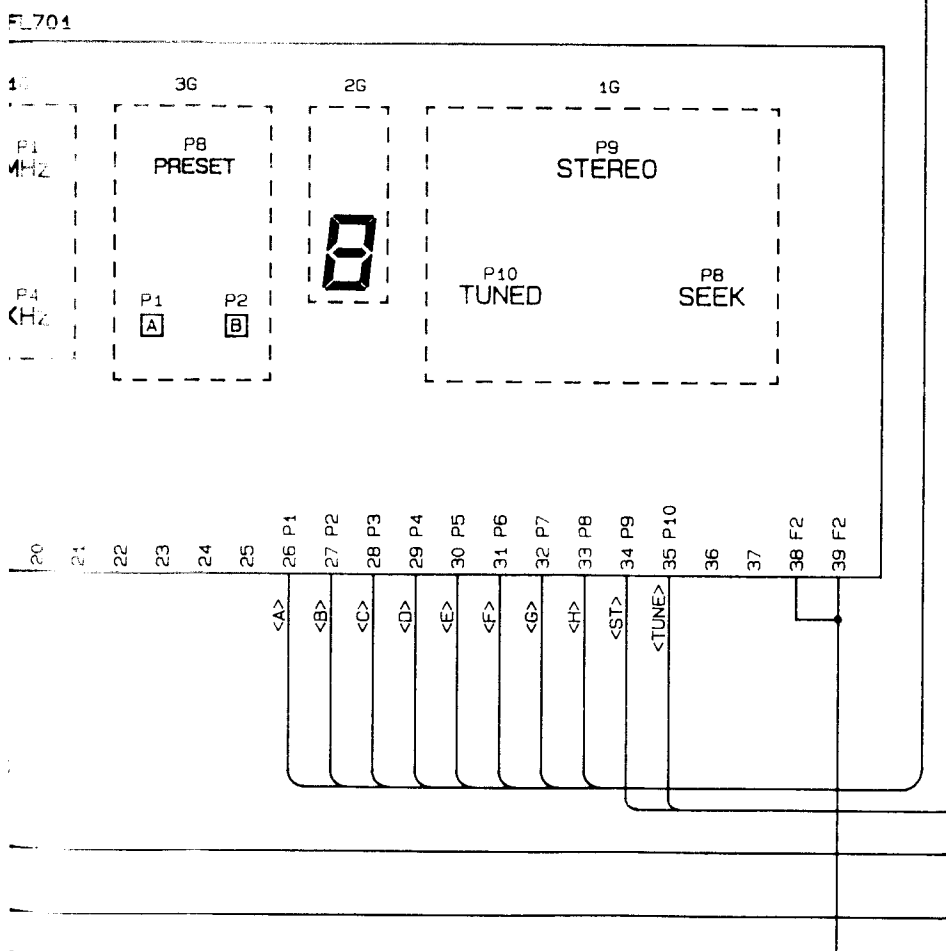 FL701
3G 2G 1G
P1 P8 P9
MHz PRESET STEREO
8
P10 P8
TUNED SEEK
P4 P1 P2
KHz A B
20 21 22 23 24 25 26 P1 27 P2 28 P3 29 P4 30 P5 31 P6 32 P7 33 P8 34 P9 35 P10 36 37 38 F2 39 F2
<A> <B> <C> <D> <E> <F> <G> <H> <ST> <TUNE>